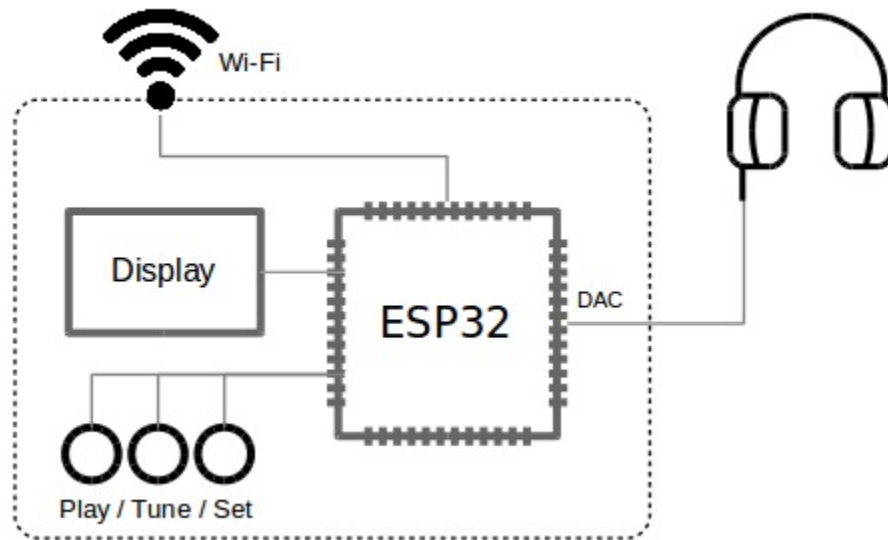 Wi-Fi
Display
DAC
ESP32
Play / Tune / Set